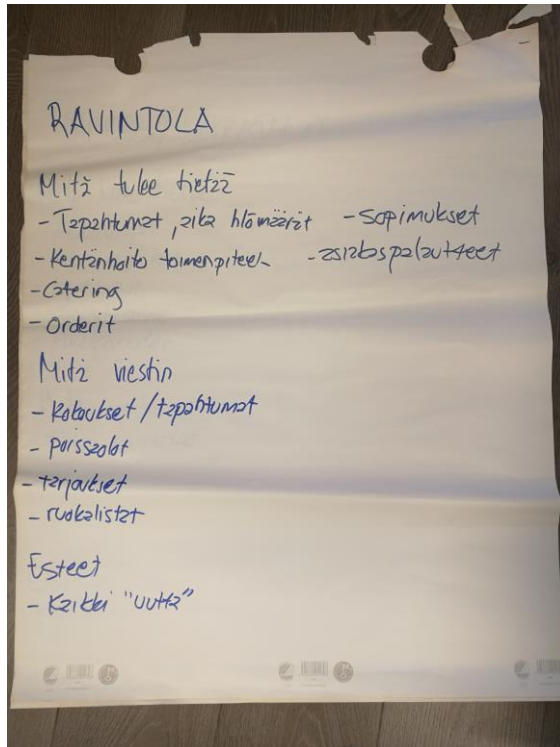 RAVINTOLA
Mitä tulee tietää
- Tapahtumat, aika hlömäärät - Sopimukset
- Kentänhoito toimenpiteet - asiakaspalautteet
- Catering
- Orderit
Mitä viestin
- Kokoukset / tapahtumat
- poissaolot
- tarjoukset
- ruokalistat
Esteet
- Kaikki "uutta"